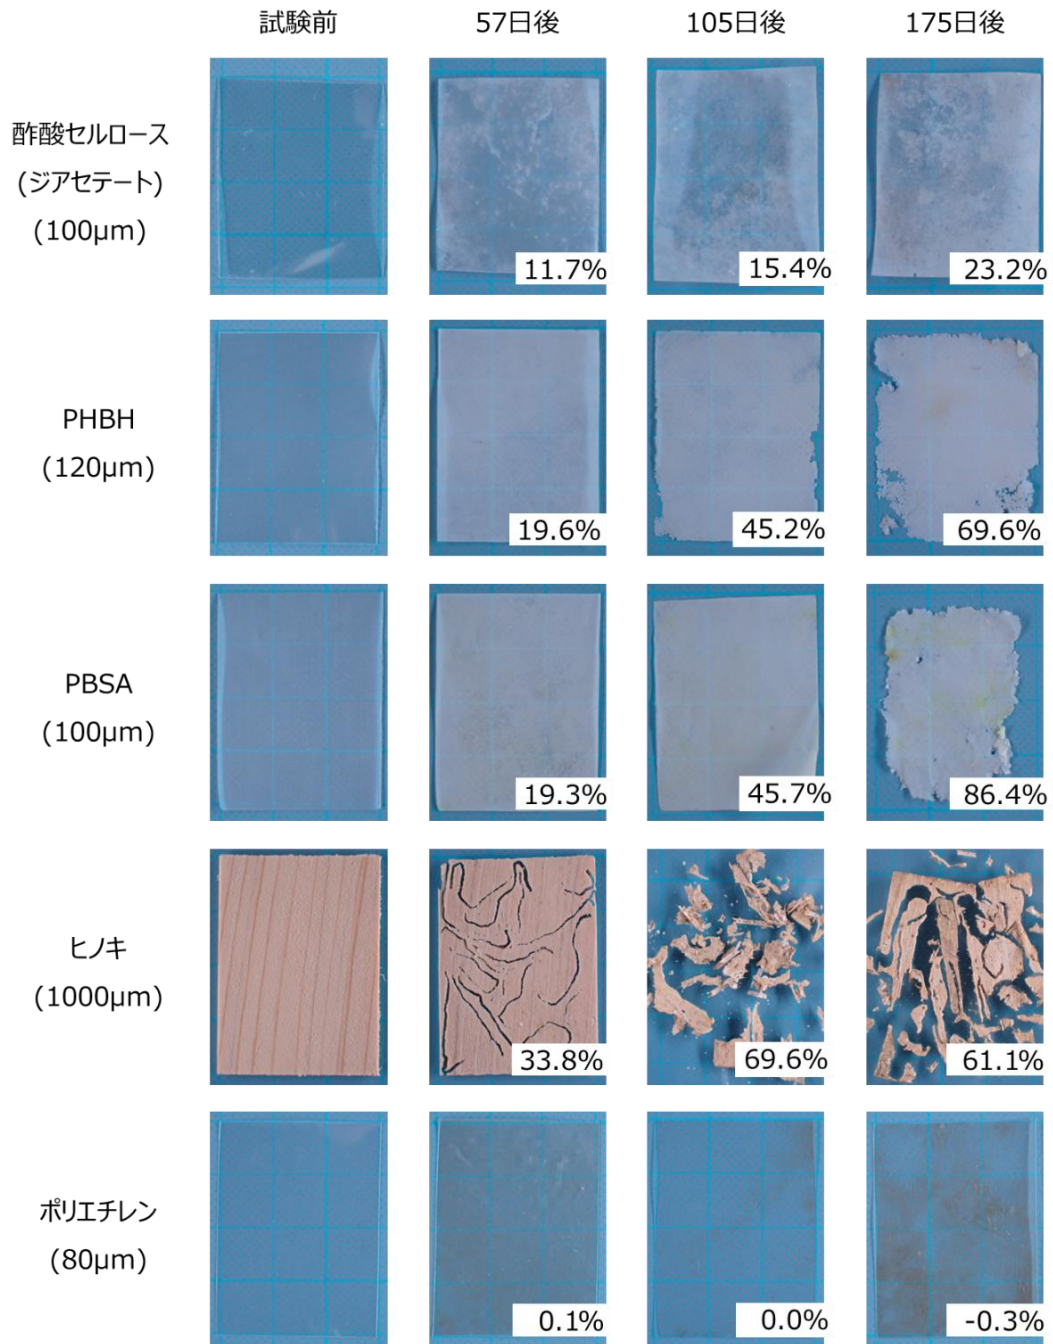 試験前
57日後
105日後
175日後
酢酸セルロース
(ジアセテート)
(100μm)
11.7%
15.4%
23.2%
PHBH
(120μm)
19.6%
45.2%
69.6%
PBSA
(100μm)
19.3%
45.7%
86.4%
ヒノキ
(1000μm)
33.8%
69.6%
61.1%
ポリエチレン
(80μm)
0.1%
0.0%
-0.3%